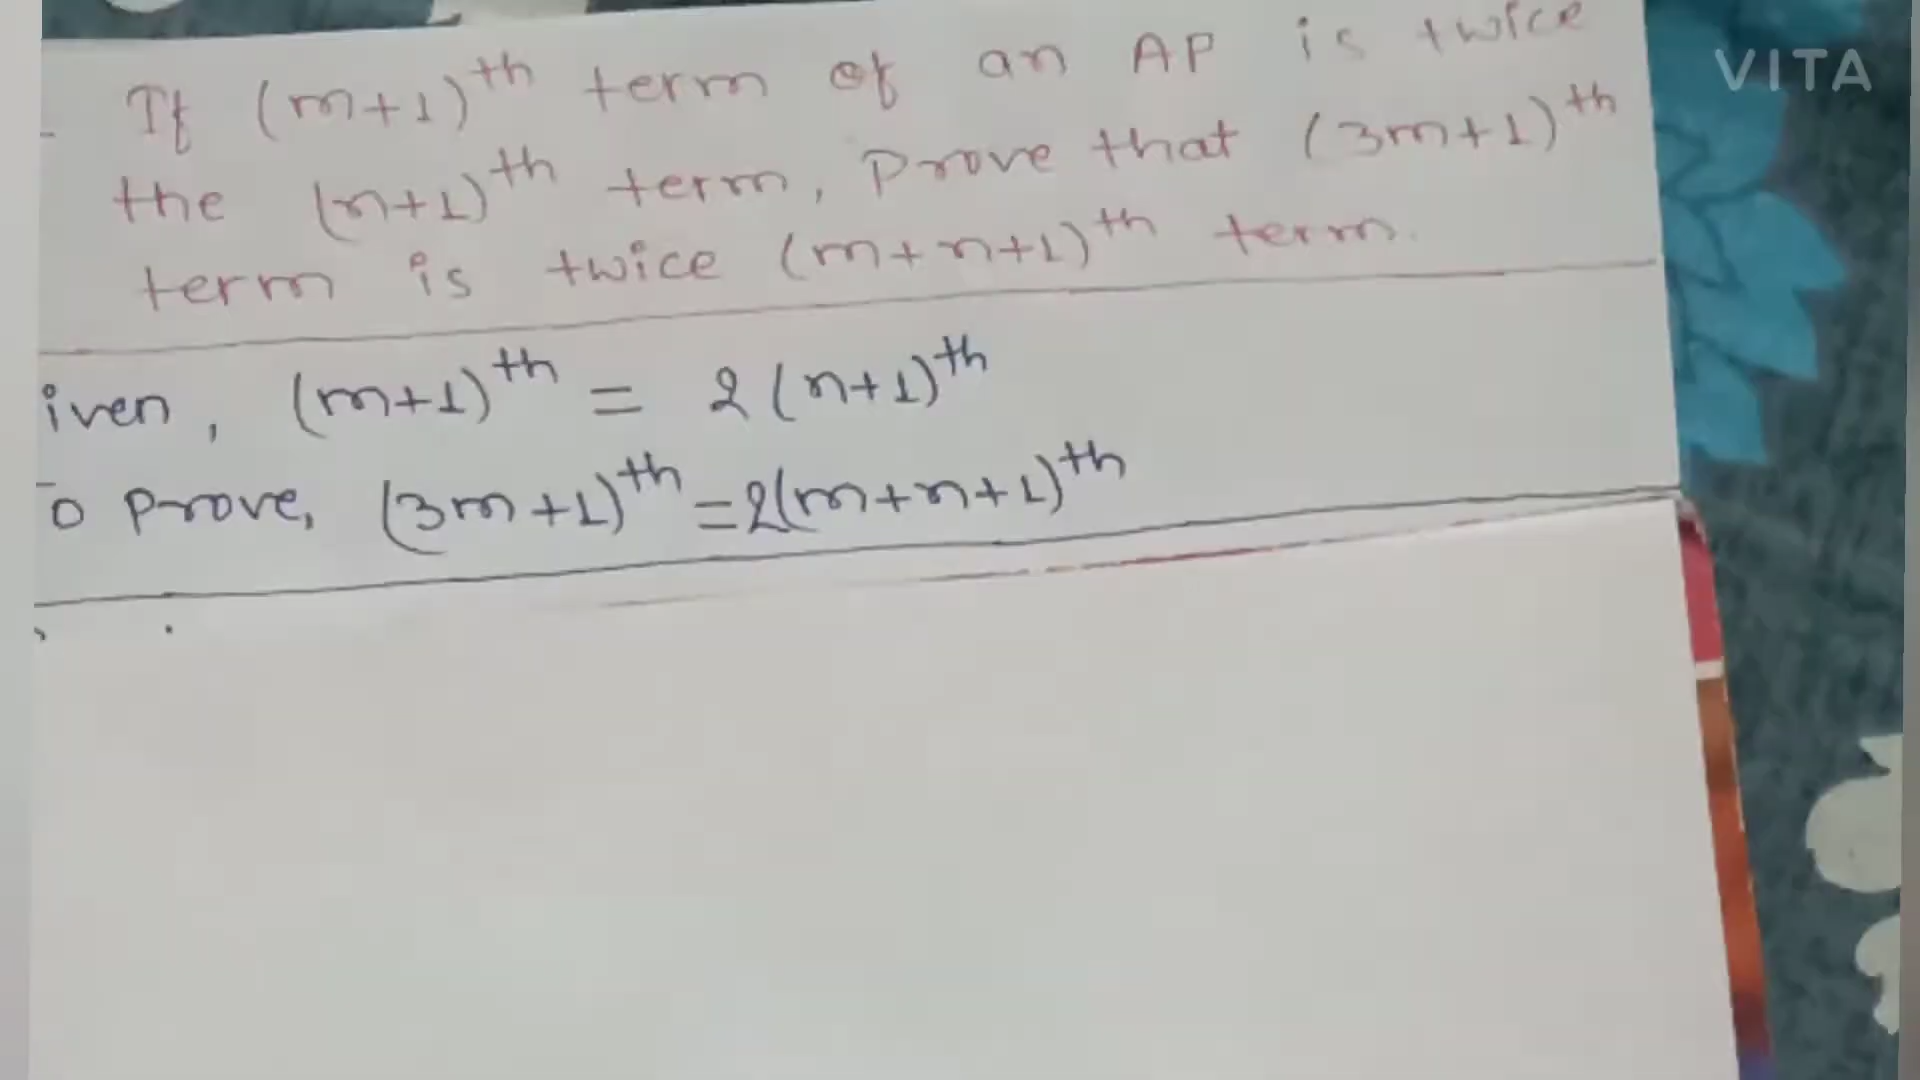 If (m+1)th term of an AP is twice
the (n+1)th term, Prove that (3m+1)th
term is twice (m+n+1)th term.
iven, (m+1)th = 2(n+1)th
o prove, (3m+1)th =2(m+n+1)th
VITA